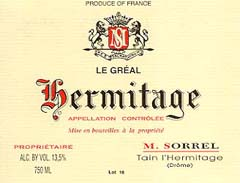 PRODUCE OF FRANCE
LE GRÉAL
Hermitage
APPELLATION CONTRÔLÉE
Mise en bouteilles à la propriété
PROPRIÉTAIRE
M. SORREL
ALC. BY VOL. 13,5%
Tain l'Hermitage
750 ML
(Drôme)
Lot 18